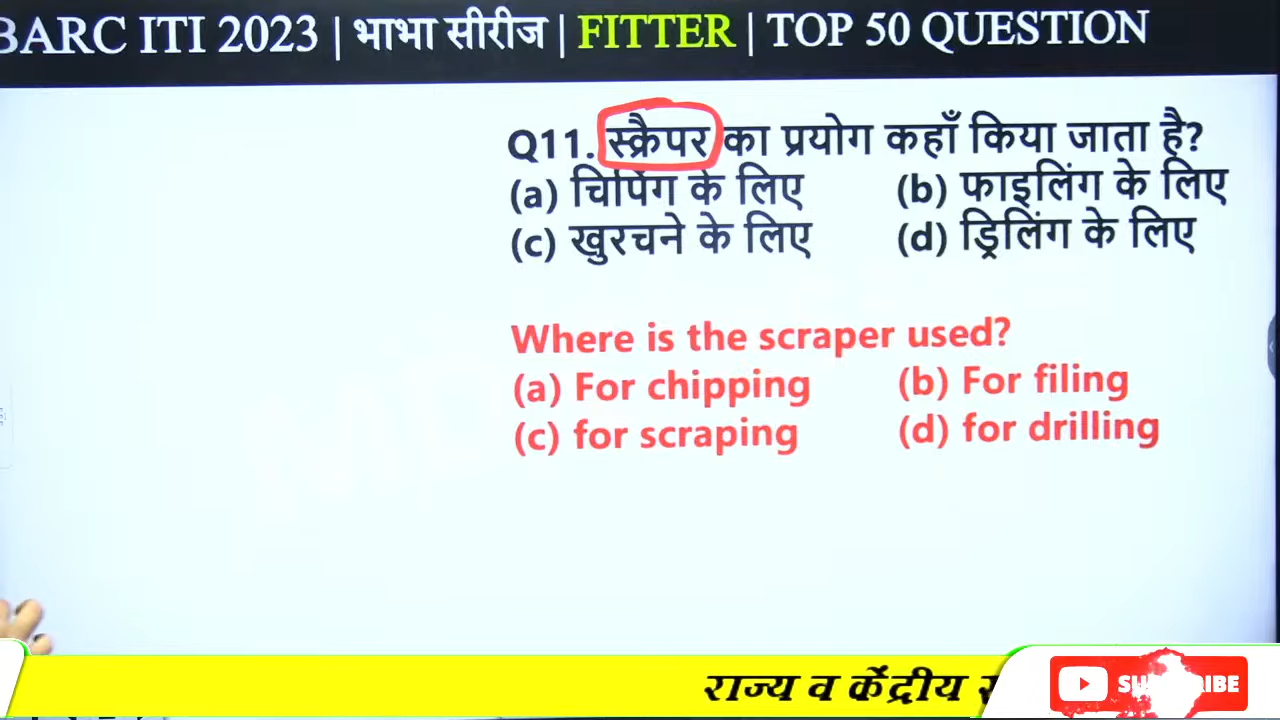 BARC ITI 2023 | भाभा सीरीज | FITTER | TOP 50 QUESTION
Q11. स्क्रैपर का प्रयोग कहाँ किया जाता है?
(a) चिपिंग के लिए (b) फाइलिंग के लिए
(c) खुरचने के लिए (d) ड्रिलिंग के लिए
Where is the scraper used?
(a) For chipping (b) For filing
(c) for scraping (d) for drilling
राज्य व केंद्रीय